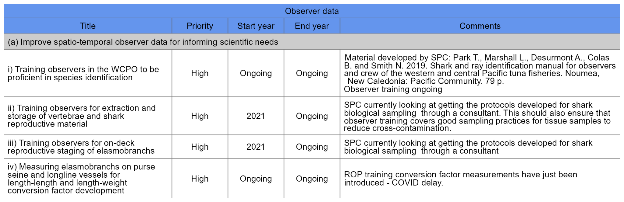 Observer data
Title Priority Start year End year Comments
(a) Improve spatio-temporal observer data for informing scientific needs
i) Training observers in the WCPO to be
proficient in species identification
High Ongoing Ongoing
Material developed by SPC: Park T., Marshall L., Desurmont A., Colas
B. and Smith N. 2019. Shark and ray identification manual for observers
and crew of the western and central Pacific tuna fisheries. Noumea,
New Caledonia: Pacific Community. 79 p.
Observer training ongoing
ii) Training observers for extraction and
storage of vertebrae and shark
reproductive material
High 2021 Ongoing
SPC currently looking at getting the protocols developed for shark
biological sampling through a consultant. This should also ensure that
observer training covers good sampling practices for tissue samples to
reduce cross-contamination.
iii) Training observers for on-deck
reproductive staging of elasmobranchs
High 2021 Ongoing
SPC currently looking at getting the protocols developed for shark
biological sampling through a consultant
iv) Measuring elasmobranchs on purse
seine and longline vessels for
length-length and length-weight
conversion factor development
High Ongoing Ongoing
ROP training conversion factor measurements have just been
introduced - COVID delay.